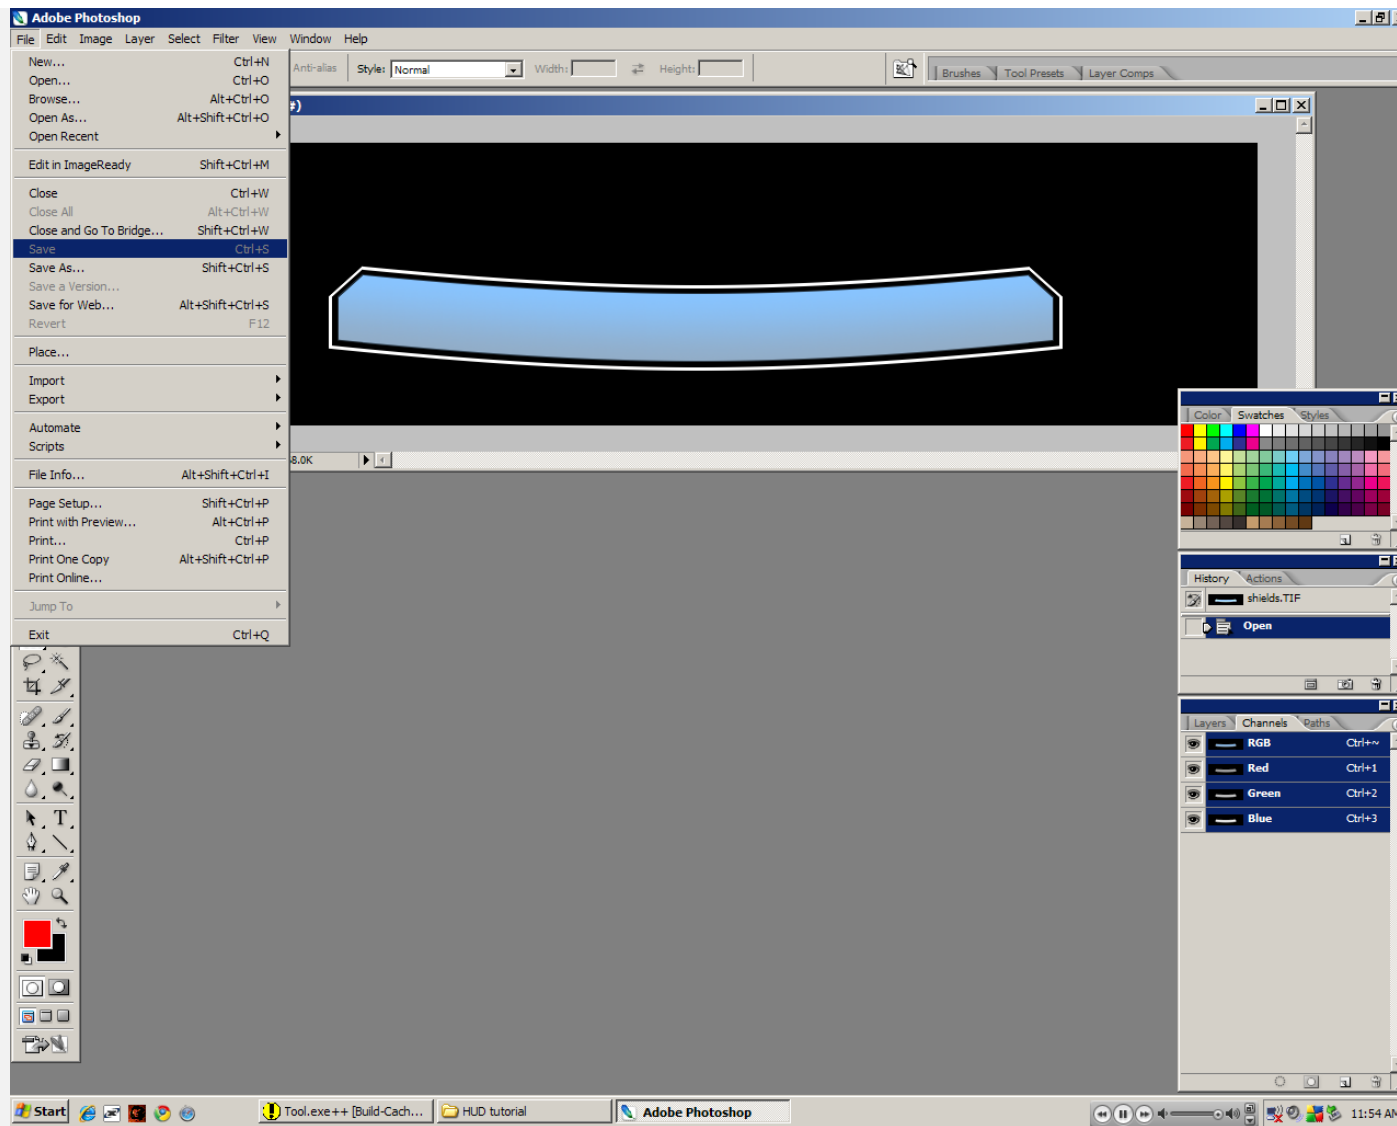 Adobe Photoshop
File Edit Image Layer Select Filter View Window Help
Anti-alias Style: Normal Width: Height: Brushes Tool Presets Layer Comps
New... Ctrl+N
Open... Ctrl+O
Browse... Alt+Ctrl+O
Open As... Alt+Shift+Ctrl+O
Open Recent
Edit in ImageReady Shift+Ctrl+M
Close Ctrl+W
Close All Alt+Ctrl+W
Close and Go To Bridge... Shift+Ctrl+W
Save Ctrl+S
Save As... Shift+Ctrl+S
Save a Version...
Save for Web... Alt+Shift+Ctrl+S
Revert F12
Place...
Import
Export
Automate
Scripts
File Info... Alt+Shift+Ctrl+I
Page Setup... Shift+Ctrl+P
Print with Preview... Alt+Ctrl+P
Print... Ctrl+P
Print One Copy Alt+Shift+Ctrl+P
Print Online...
Jump To
Exit Ctrl+Q
#)
8.0K
Color Swatches Styles
History Actions
shields.TIF
Open
Layers Channels Paths
RGB Ctrl+~
Red Ctrl+1
Green Ctrl+2
Blue Ctrl+3
Start Tool.exe++ [Build-Cach... HUD tutorial Adobe Photoshop 11:54 AM